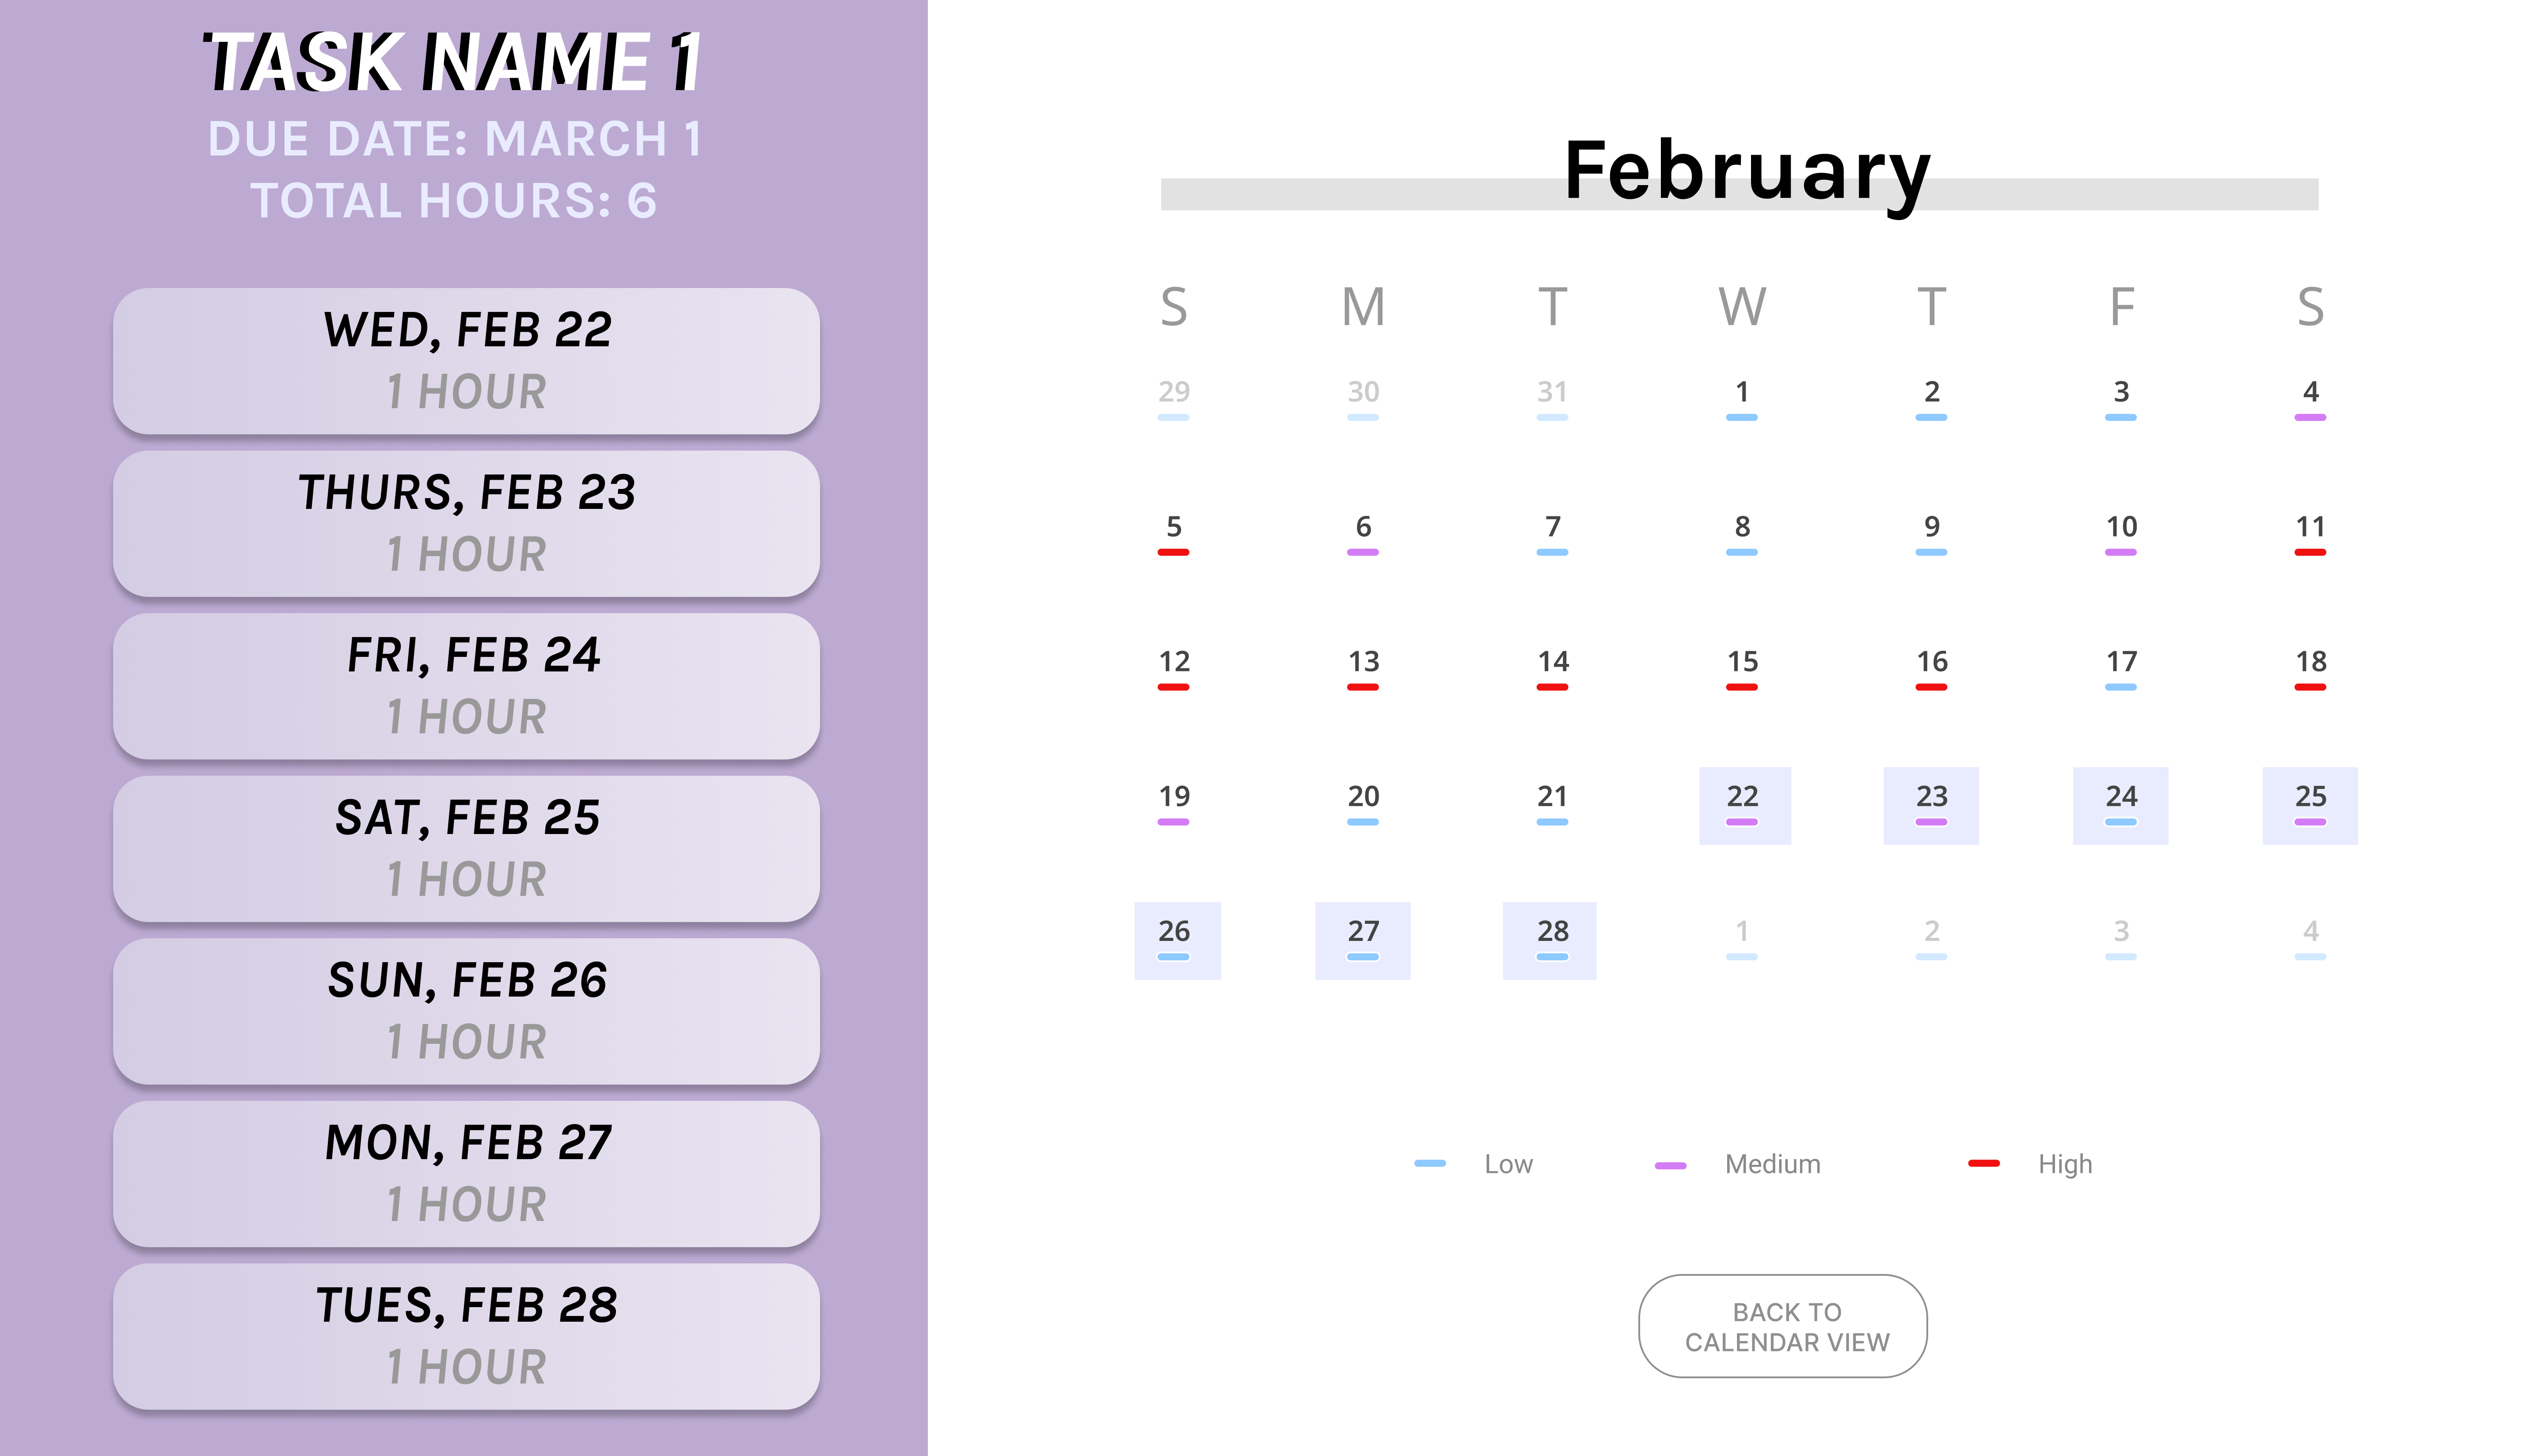 TASK NAME 1
DUE DATE: MARCH 1
TOTAL HOURS: 6
WED, FEB 22
1 HOUR
THURS, FEB 23
1 HOUR
FRI, FEB 24
1 HOUR
SAT, FEB 25
1 HOUR
SUN, FEB 26
1 HOUR
MON, FEB 27
1 HOUR
TUES, FEB 28
1 HOUR
February
S M T W T F S
29 30 31 1 2 3 4
5 6 7 8 9 10 11
12 13 14 15 16 17 18
19 20 21 22 23 24 25
26 27 28 1 2 3 4
Low Medium High
BACK TO
CALENDAR VIEW